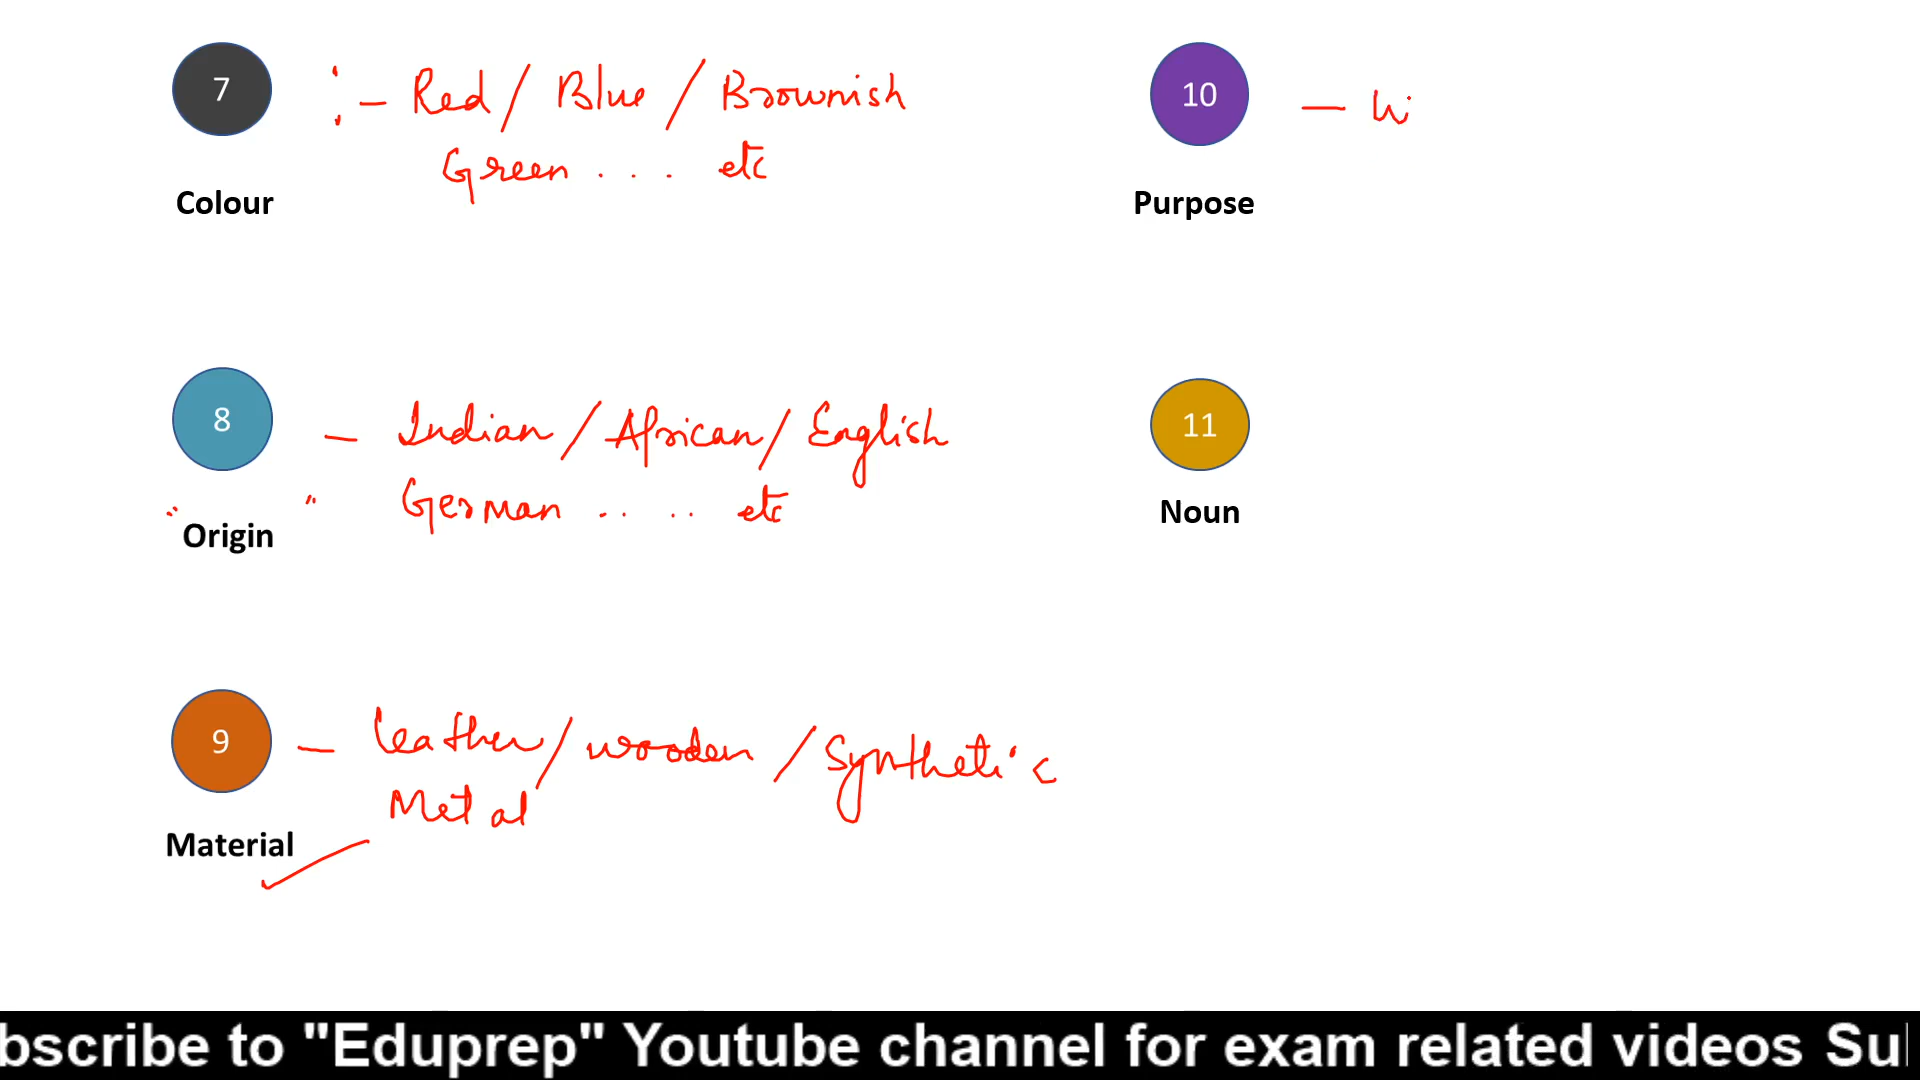 7 :- Red / Blue / Brownish
Green . . . etc
Colour
8 - Indian / African / English
German .. .. etc
" Origin "
9 - leather / wooden / Synthetic
Metal
Material
10 — hi
Purpose
11
Noun
bscribe to "Eduprep" Youtube channel for exam related videos Su